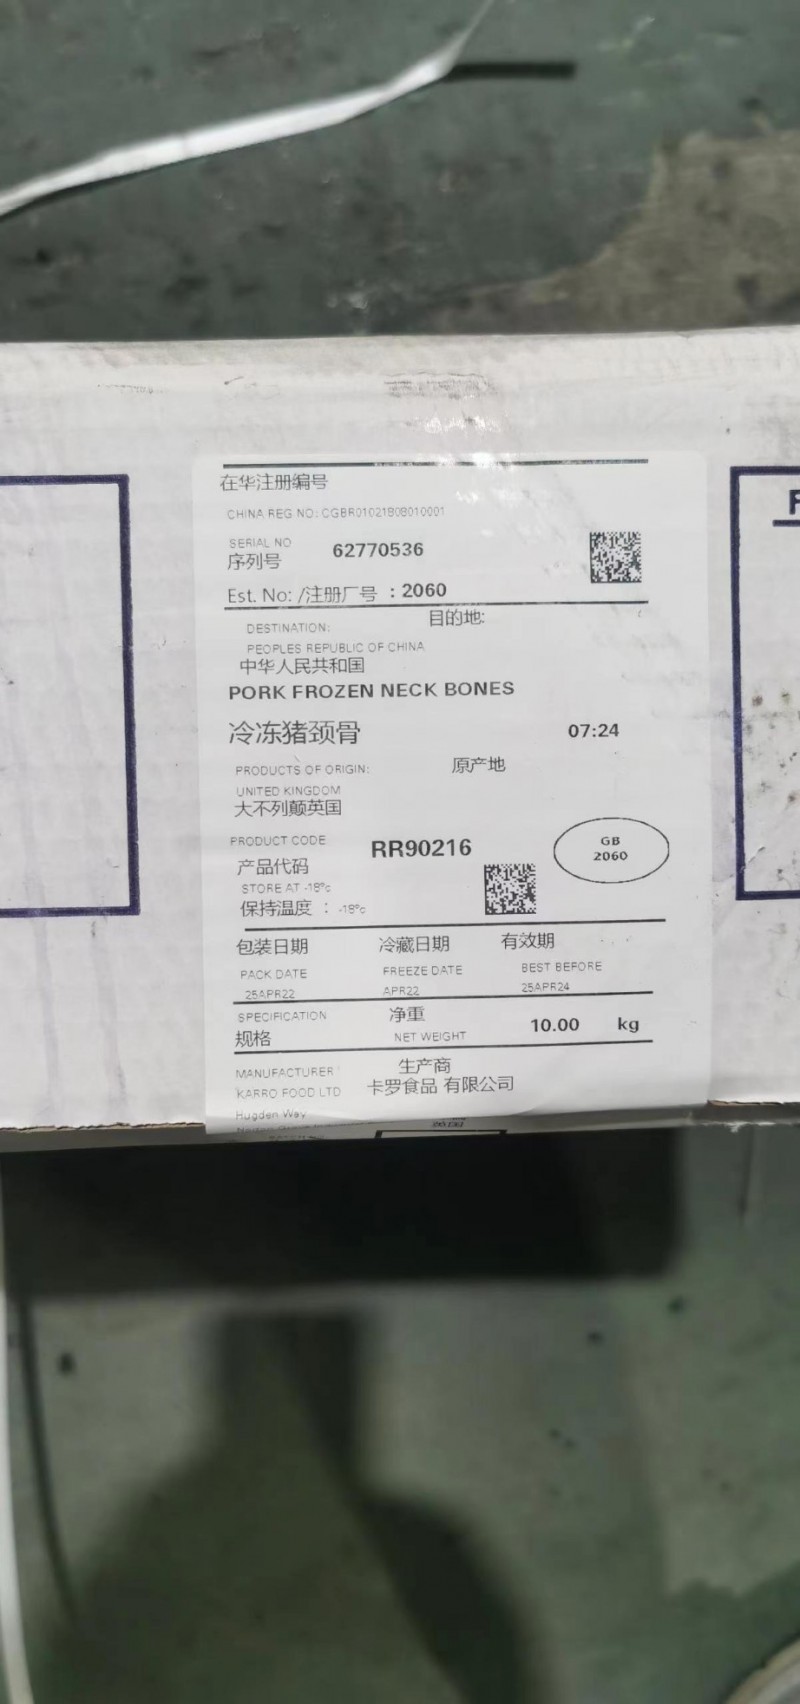 在华注册编号
CHINA REG NO: CGBR01021808010001
SERIAL NO
序列号
62770536
Est. No: /注册厂号 : 2060
DESTINATION:
目的地:
PEOPLES REPUBLIC OF CHINA
中华人民共和国
PORK FROZEN NECK BONES
冷冻猪颈骨
07:24
PRODUCTS OF ORIGIN:
原产地
UNITED KINGDOM
大不列颠英国
PRODUCT CODE
产品代码
RR90216
GB
2060
STORE AT -18°c
保持温度 : -18°c
包装日期 冷藏日期 有效期
PACK DATE FREEZE DATE BEST BEFORE
25APR22 APR22 25APR24
SPECIFICATION
规格
净重
NET WEIGHT
10.00 kg
MANUFACTURER
生产商
KARRO FOOD LTD 卡罗食品 有限公司
Hugden Way